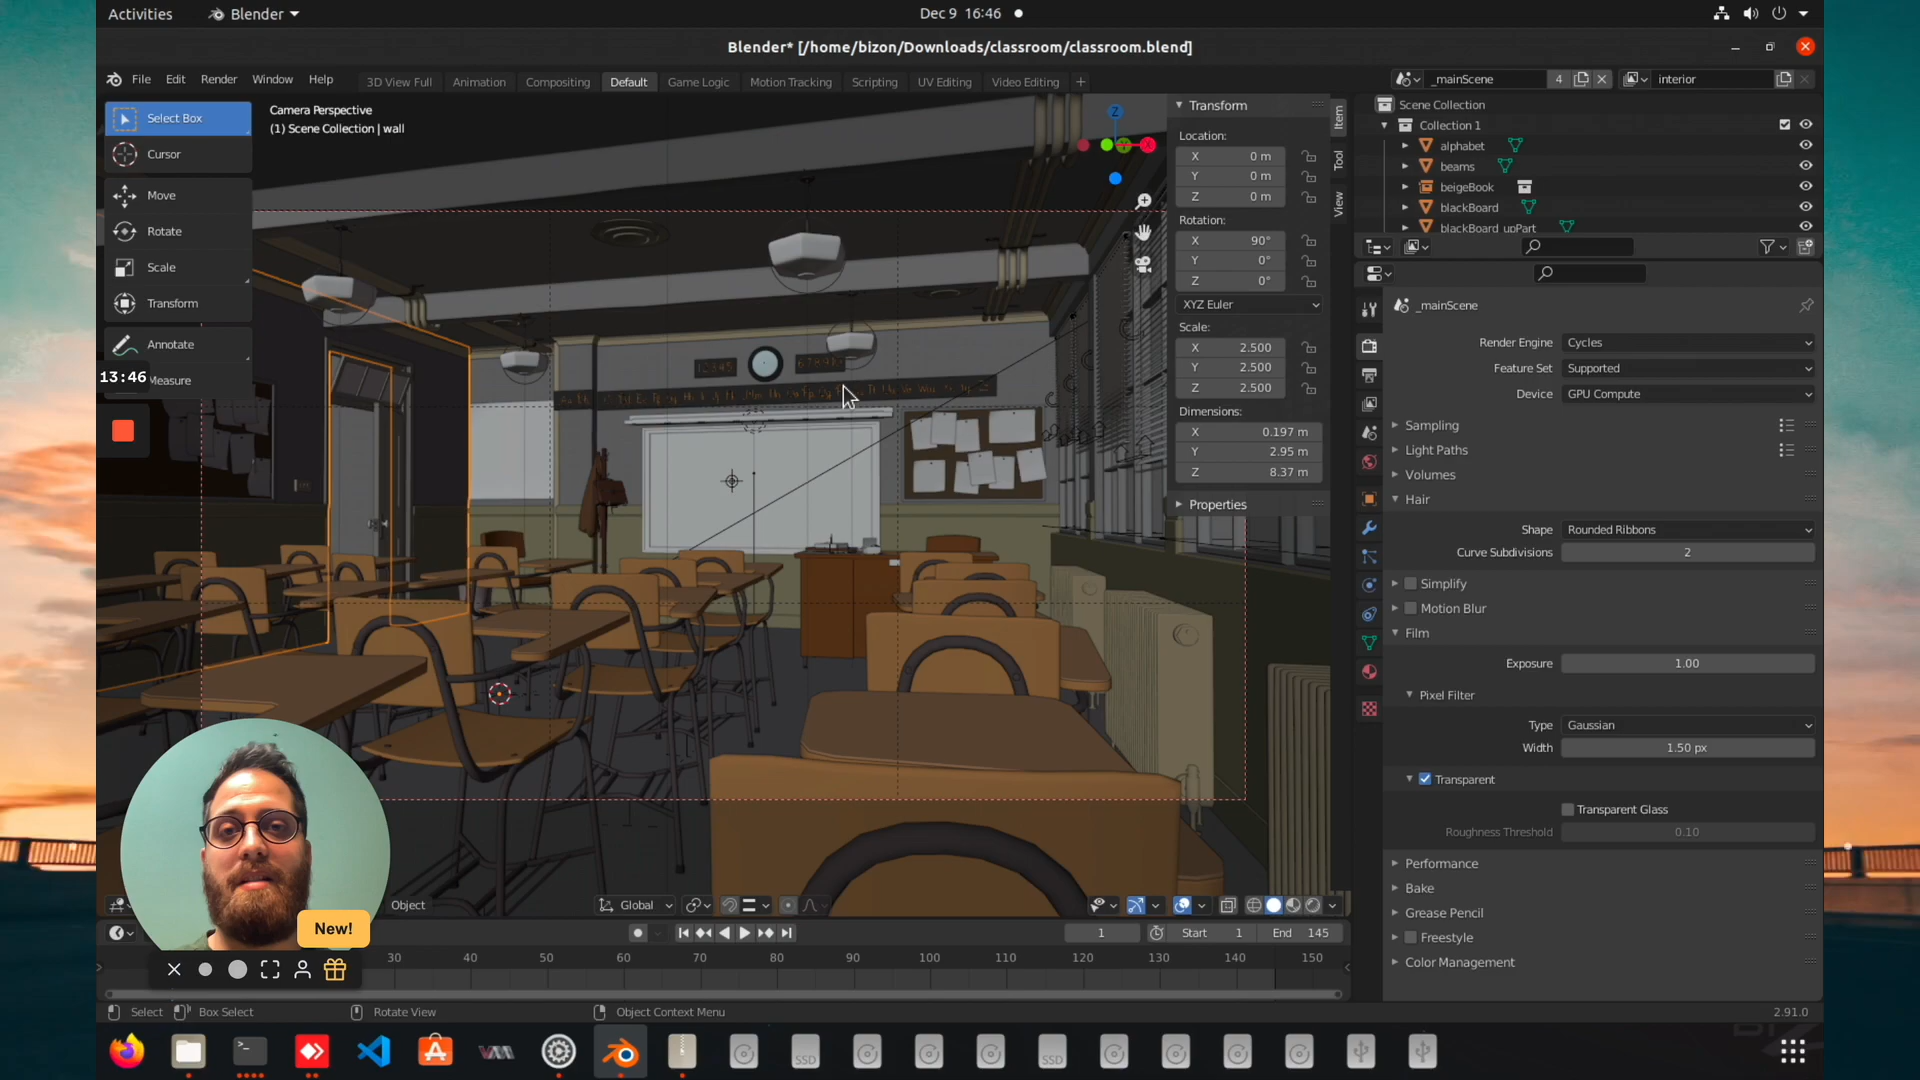 Activities
Blender
Dec 9 16:46
Blender* [/home/bizon/Downloads/classroom/classroom.blend]
File Edit Render Window Help
3D View Full Animation Compositing Default Game Logic Motion Tracking Scripting UV Editing Video Editing +
_mainScene 4
interior
Select Box
Cursor
Move
Rotate
Scale
Transform
Annotate
Measure
13:46
Camera Perspective
(1) Scene Collection | wall
Z
Transform
Location:
X 0 m
Y 0 m
Z 0 m
Rotation:
X 90°
Y 0°
Z 0°
XYZ Euler
Scale:
X 2.500
Y 2.500
Z 2.500
Dimensions:
X 0.197 m
Y 2.95 m
Z 8.37 m
Properties
Item
Tool
View
Scene Collection
Collection 1
alphabet
beams
beigeBook
blackBoard
blackBoard_upPart
_mainScene
Render Engine Cycles
Feature Set Supported
Device GPU Compute
Sampling
Light Paths
Volumes
Hair
Shape Rounded Ribbons
Curve Subdivisions 2
Simplify
Motion Blur
Film
Exposure 1.00
Pixel Filter
Type Gaussian
Width 1.50 px
Transparent
Transparent Glass
Roughness Threshold 0.10
Performance
Bake
Grease Pencil
Freestyle
Color Management
New!
Object
Global
1 Start 1 End 145
30 40 50 60 70 80 90 100 110 120 130 140 150
Select Box Select Rotate View Object Context Menu
2.91.0
SSD
SSD